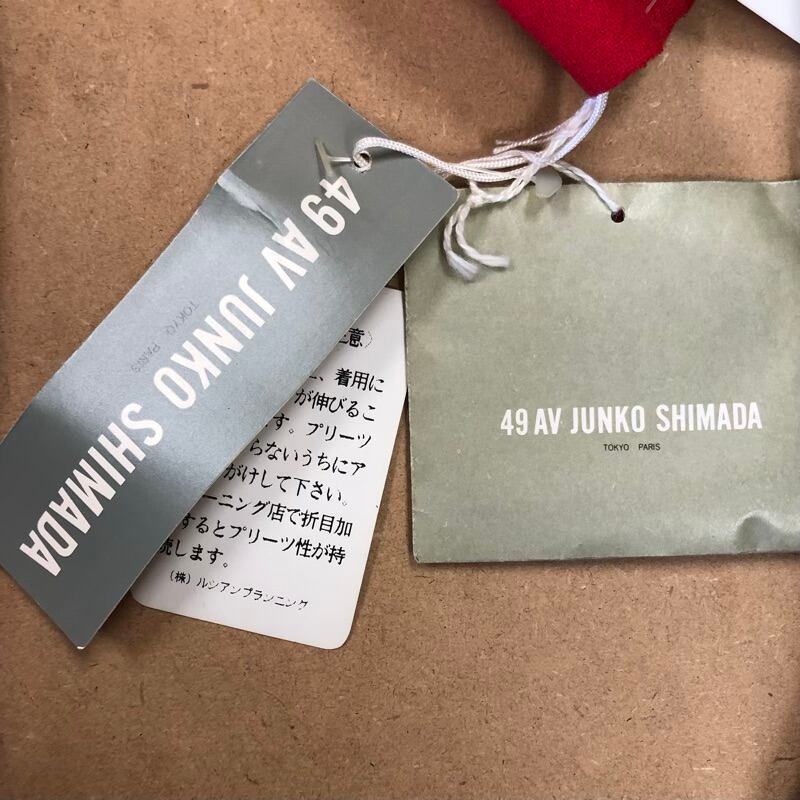 49 AV JUNKO SHIMADA
TOKYO PARIS
意）
、着用に
が伸びるこ
す。プリーツ
らないうちにア
がけして下さい。
ーニング店で折目加
するとプリーツ性が持
続します。
（株）ルシアンプランニング
49 AV JUNKO SHIMADA
TOKYO PARIS